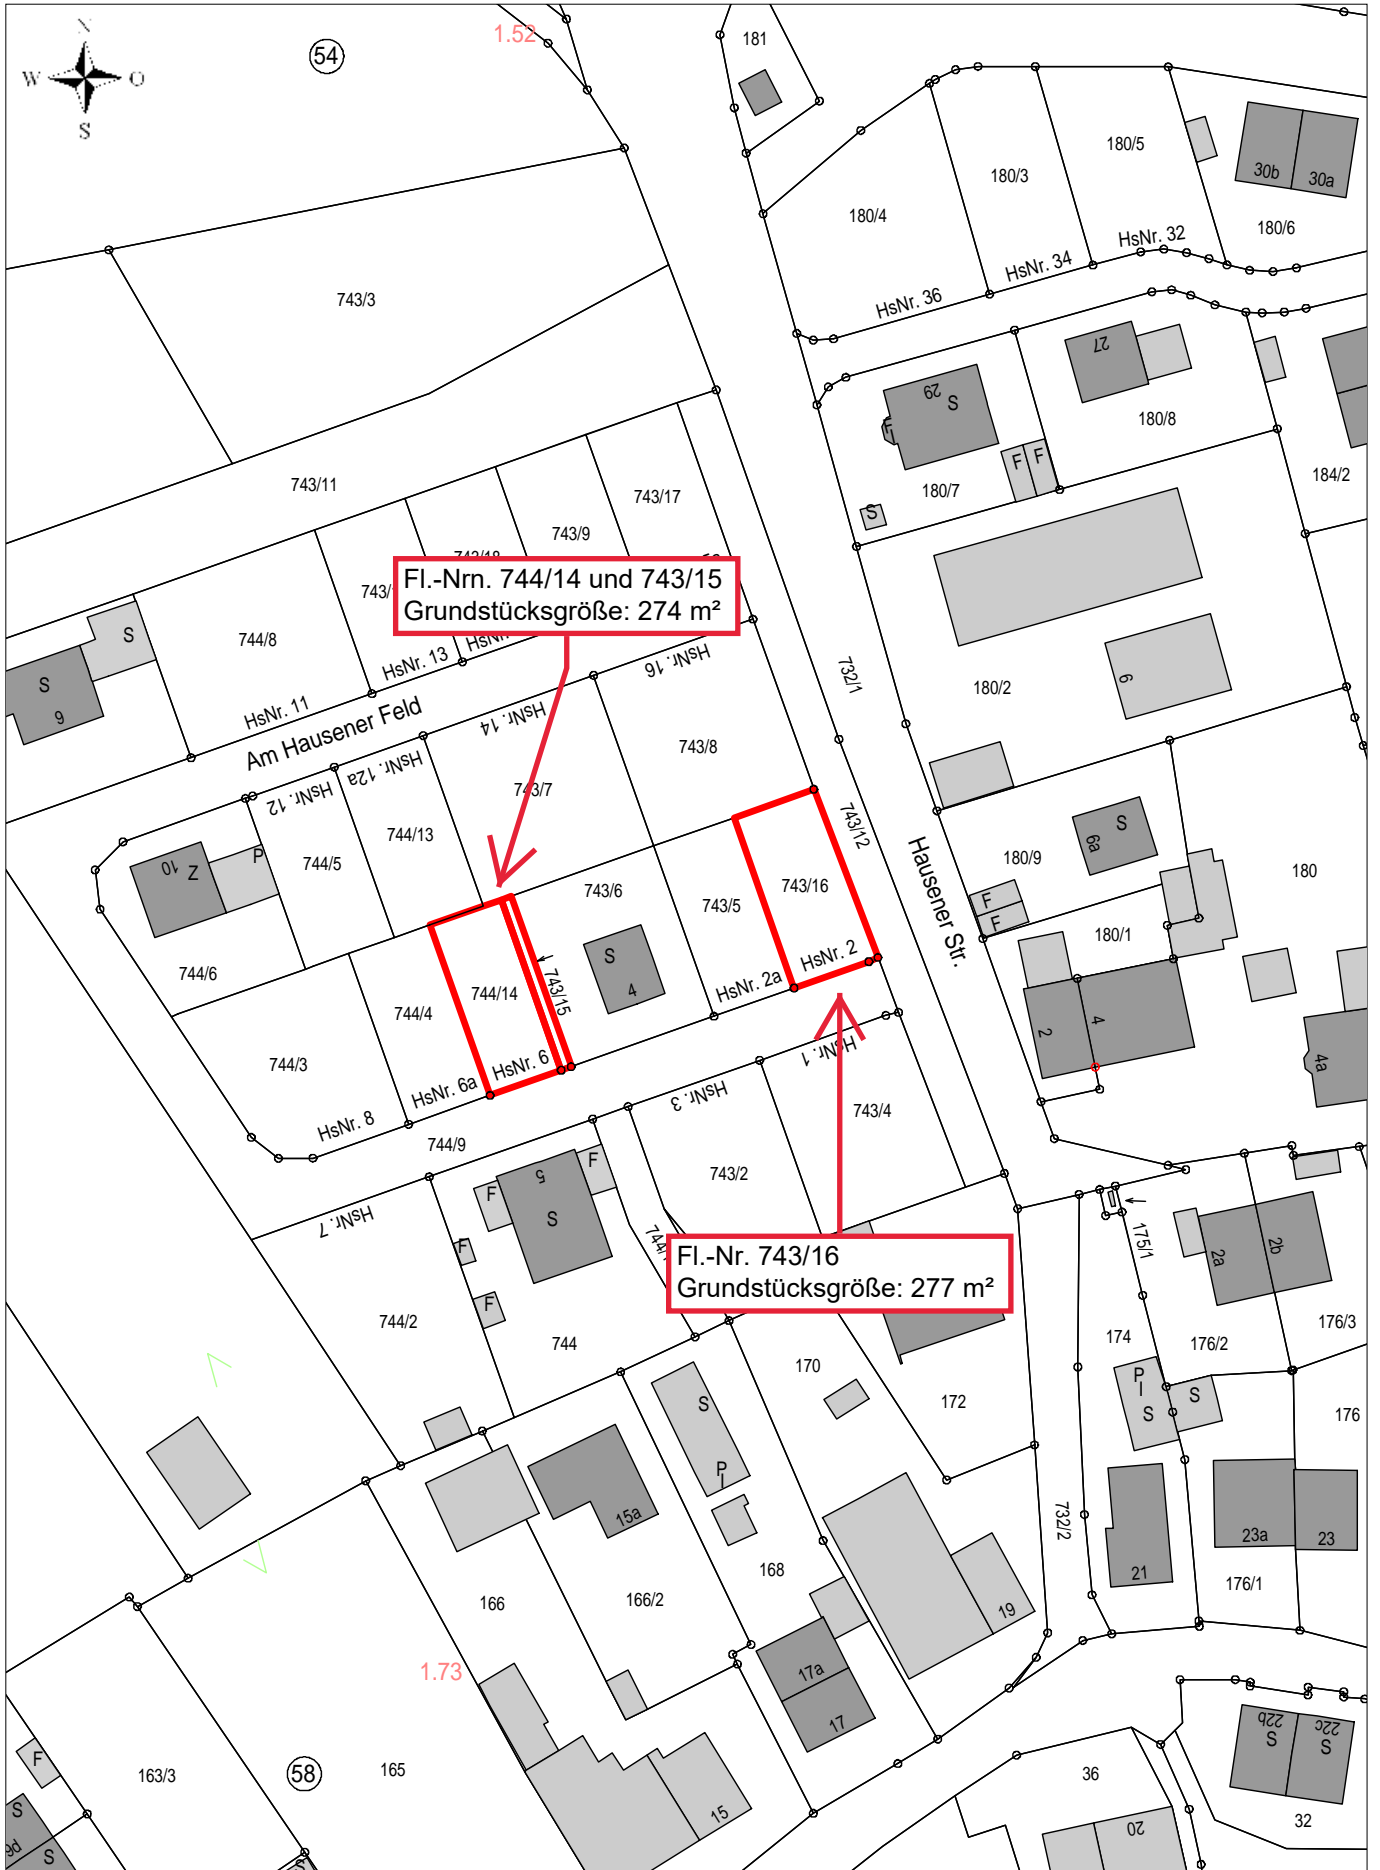 N
W
O
S
54
1.52
181
180/5
180/3
30b
30a
180/4
180/6
HsNr. 32
HsNr. 34
HsNr. 36
743/3
27
29
S
F
180/8
F
F
184/2
180/7
S
743/11
743/17
743/9
Fl.-Nrn. 744/14 und 743/15
Grundstücksgröße: 274 m²
744/8
S
S
9
HsNr. 13
HsNr. 11
HsNr. 16
Am Hausener Feld
HsNr. 14
HsNr. 12a
HsNr. 12
732/1
180/2
6
743/8
743/7
743/12
744/13
744/5
10
Z
P
743/16
743/6
743/5
Hausener Str.
S
6a
180/9
180
F
F
180/1
744/6
S
4
743/15
744/14
744/4
HsNr. 2
HsNr. 2a
2
4
4a
744/3
HsNr. 6
HsNr. 6a
HsNr. 8
HsNr. 1
HsNr. 3
743/4
744/9
743/2
5
S
F
F
F
F
HsNr. 7
Fl.-Nr. 743/16
Grundstücksgröße: 277 m²
175/1
2a
2b
744/2
744
174
176/2
176/3
170
172
P
S
S
176
S
P
15a
732/2
21
23a
23
168
166
166/2
19
176/1
17a
17
1.73
22b
S
22c
S
F
163/3
58
165
15
36
20
32
S
9d
S